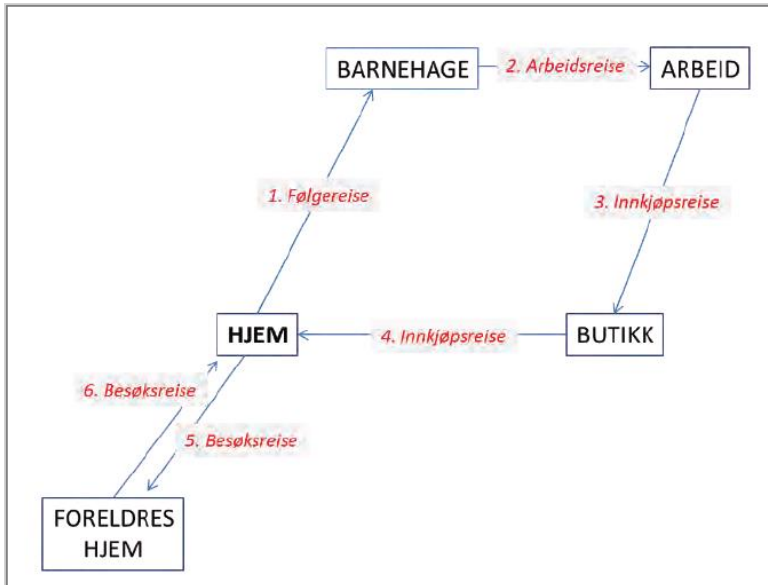 BARNEHAGE
2. Arbeidsreise
ARBEID
1. Følgereise
3. Innkjøpsreise
HJEM
4. Innkjøpsreise
BUTIKK
6. Besøksreise
5. Besøksreise
FORELDRES
HJEM